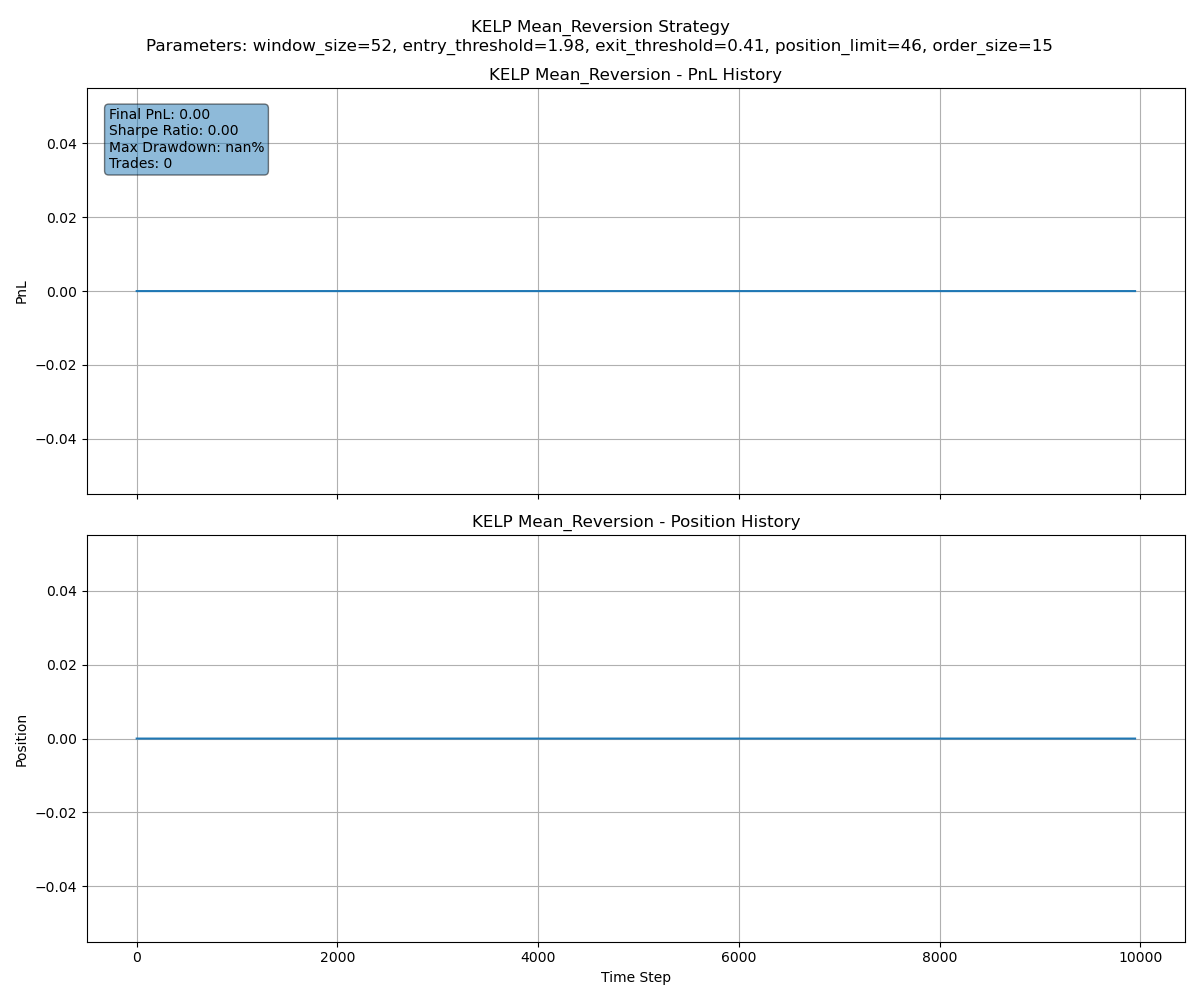 KELP Mean_Reversion Strategy
Parameters: window_size=52, entry_threshold=1.98, exit_threshold=0.41, position_limit=46, order_size=15
KELP Mean_Reversion - PnL History
Final PnL: 0.00
Sharpe Ratio: 0.00
Max Drawdown: nan%
Trades: 0
0.04
0.02
0.00
−0.02
−0.04
PnL
KELP Mean_Reversion - Position History
0.04
0.02
0.00
−0.02
−0.04
Position
0
2000
4000
6000
8000
10000
Time Step